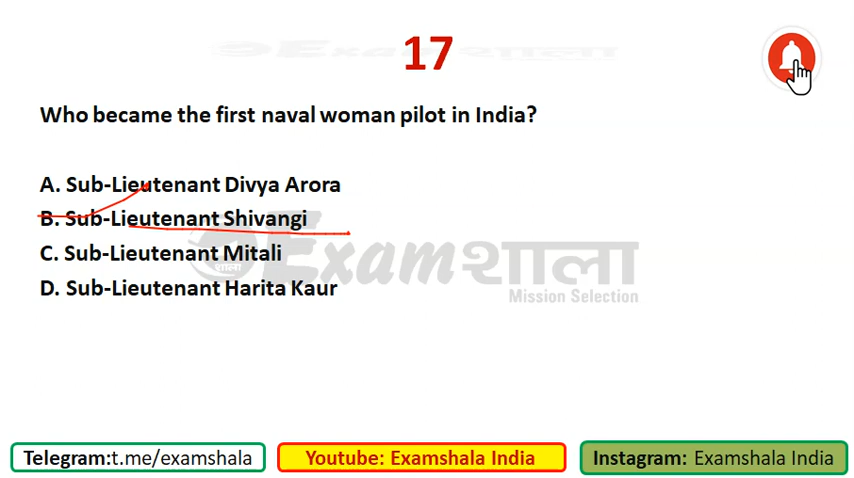 17
Who became the first naval woman pilot in India?
A. Sub-Lieutenant Divya Arora
B. Sub-Lieutenant Shivangi
C. Sub-Lieutenant Mitali
D. Sub-Lieutenant Harita Kaur
शाला
Examशाला
Mission Selection
Telegram:t.me/examshala
Youtube: Examshala India
Instagram: Examshala India